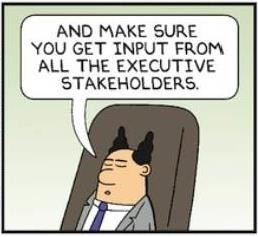 AND MAKE SURE
YOU GET INPUT FROM
ALL THE EXECUTIVE
STAKEHOLDERS.